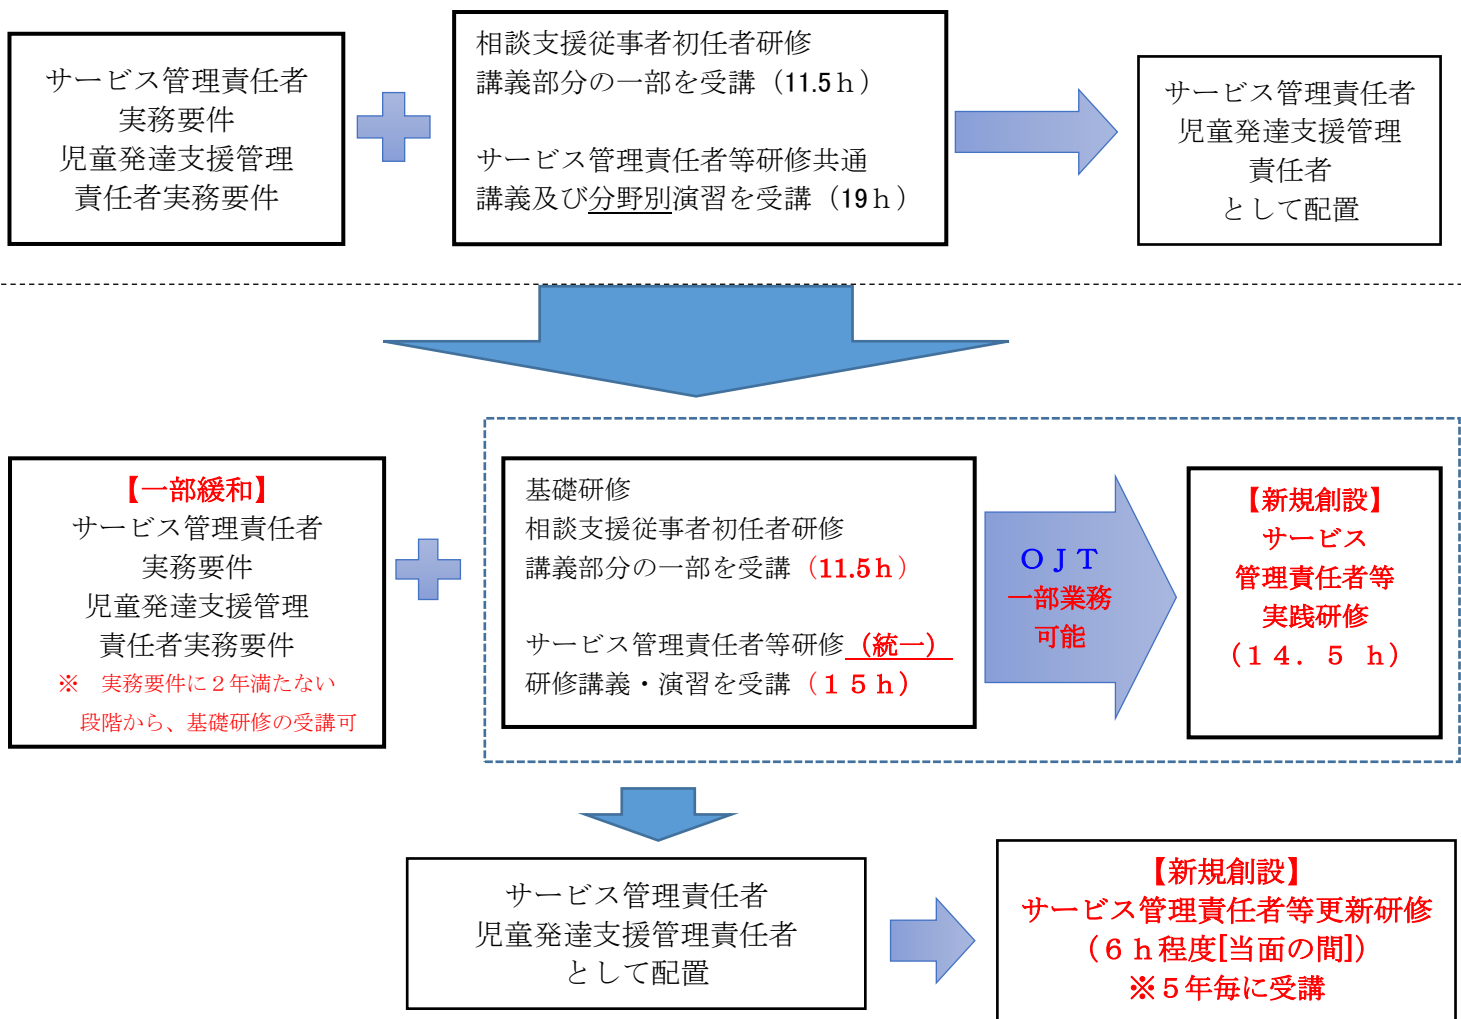 サービス管理責任者
実務要件
児童発達支援管理
責任者実務要件
相談支援従事者初任者研修
講義部分の一部を受講（11.5ｈ）
サービス管理責任者等研修共通
講義及び分野別演習を受講（19ｈ）
サービス管理責任者
児童発達支援管理
責任者
として配置
【一部緩和】
サービス管理責任者
実務要件
児童発達支援管理
責任者実務要件
※　実務要件に２年満たない
段階から、基礎研修の受講可
基礎研修
相談支援従事者初任者研修
講義部分の一部を受講（11.5ｈ）
サービス管理責任者等研修（統一）
研修講義・演習を受講（１５ｈ）
ＯＪＴ
一部業務
可能
【新規創設】
サービス
管理責任者等
実践研修
（１４．５ｈ）
サービス管理責任者
児童発達支援管理責任者
として配置
【新規創設】
サービス管理責任者等更新研修
（６ｈ程度[当面の間]）
※５年毎に受講